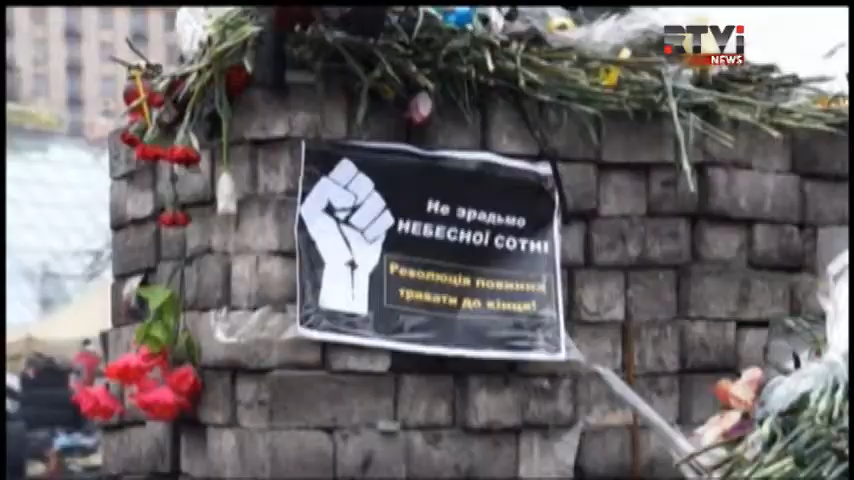 RTVi
NEWS
Не зрадьмо
НЕБЕСНОЇ СОТНІ
Революція повинна
тривати до кінця!